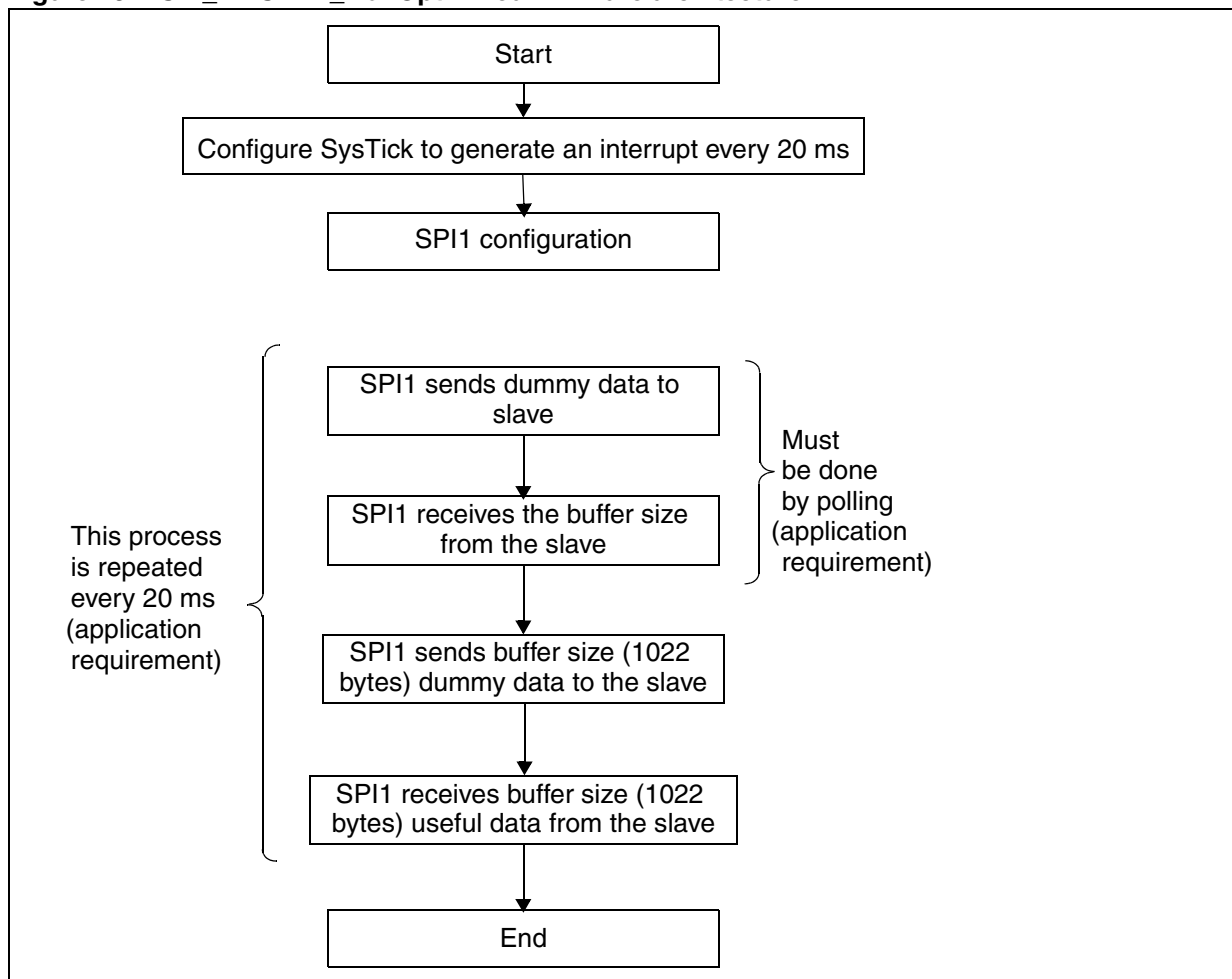 Start
Configure SysTick to generate an interrupt every 20 ms
SPI1 configuration
SPI1 sends dummy data to
slave
Must
be done
by polling
(application
requirement)
SPI1 receives the buffer size
from the slave
This process
is repeated
every 20 ms
(application
requirement)
SPI1 sends buffer size (1022
bytes) dummy data to the slave
SPI1 receives buffer size (1022
bytes) useful data from the slave
End